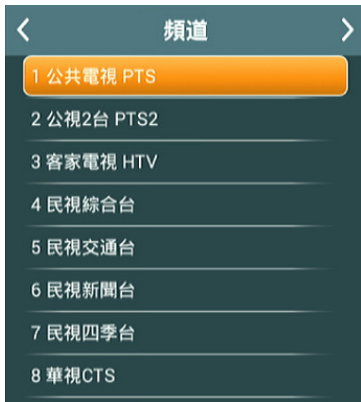 頻道
1 公共電視 PTS
2 公視2台 PTS2
3 客家電視 HTV
4 民視綜合台
5 民視交通台
6 民視新聞台
7 民視四季台
8 華視CTS